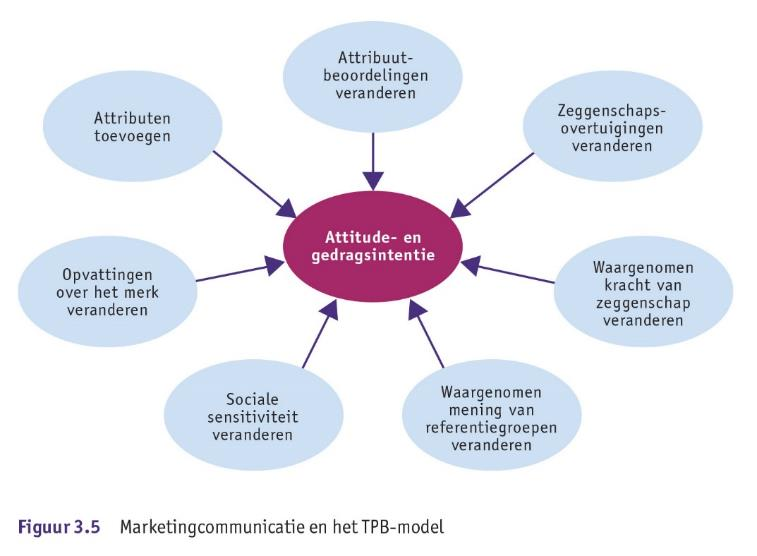 Attribuut-
beoordelingen
veranderen
Attributen
toevoegen
Zeggenschaps-
overtuigingen
veranderen
Attitude- en
gedragsintentie
Opvattingen
over het merk
veranderen
Waargenomen
kracht van
zeggenschap
veranderen
Sociale
sensitiviteit
veranderen
Waargenomen
mening van
referentiegroepen
veranderen
Figuur 3.5 Marketingcommunicatie en het TPB-model